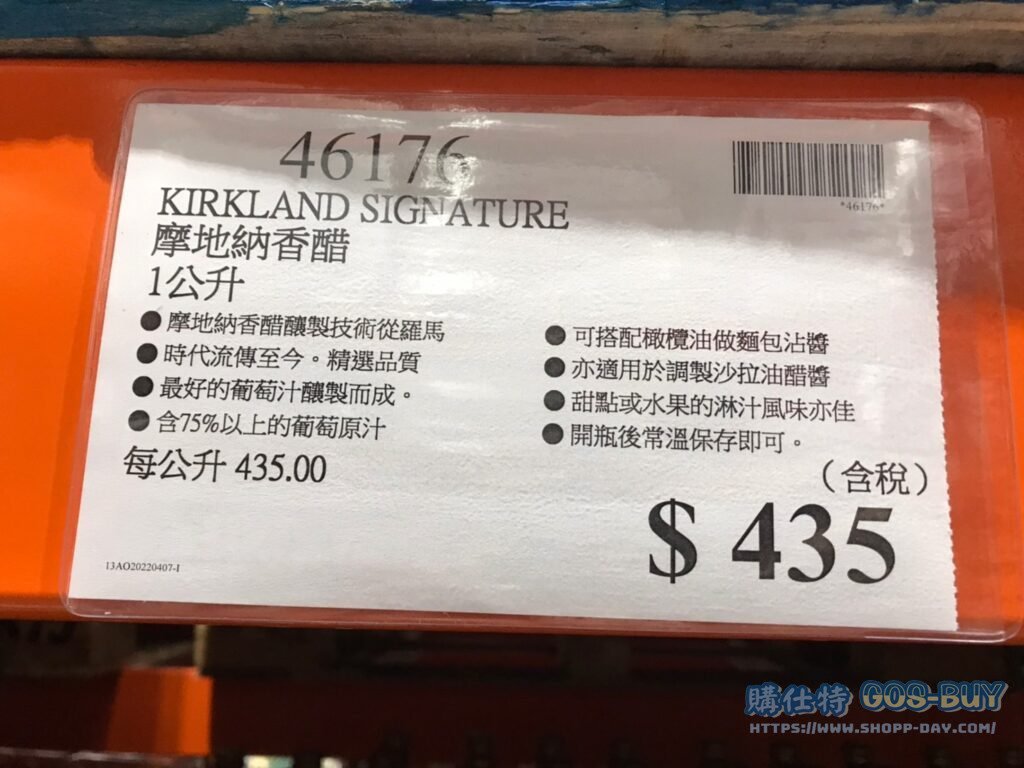 46176
*46176*
KIRKLAND SIGNATURE
摩地納香醋
1公升
●摩地納香醋釀製技術從羅馬
●時代流傳至今。精選品質
●最好的葡萄汁釀製而成。
●含75%以上的葡萄原汁
●可搭配橄欖油做麵包沾醬
●亦適用於調製沙拉油醋醬
●甜點或水果的淋汁風味亦佳
●開瓶後常溫保存即可。
每公升 435.00
（含稅）
$ 435
13AO20220407-I
購仕特 GOS-BUY
HTTPS://WWW.SHOPP-DAY.COM/